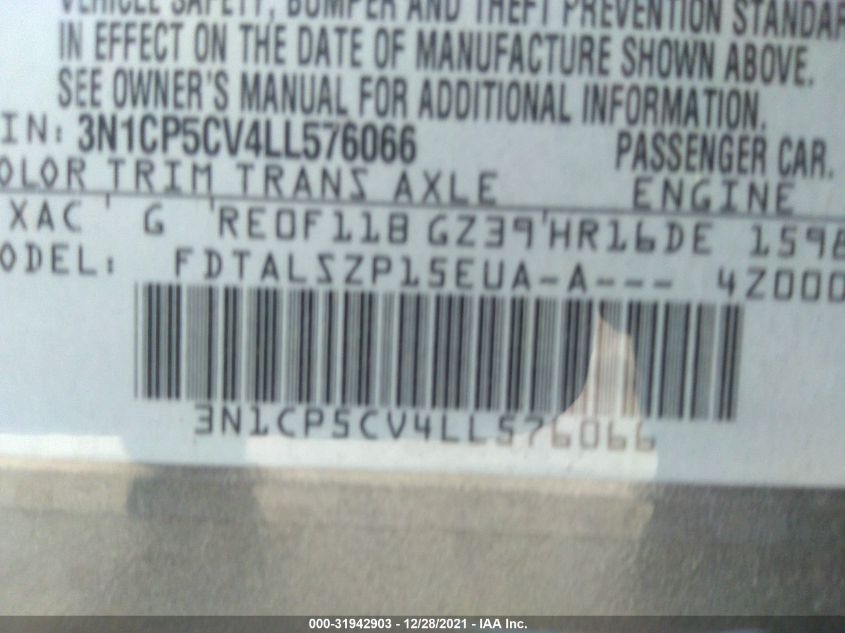 VEHICLE SAFETY, BUMPER AND THEFT PREVENTION STANDAR
IN EFFECT ON THE DATE OF MANUFACTURE SHOWN ABOVE.
SEE OWNER'S MANUAL FOR ADDITIONAL INFORMATION.
IN: 3N1CP5CV4LL576066 PASSENGER CAR.
OLOR TRIM TRANS AXLE ENGINE
XAC G RE0F11B GZ39 HR16DE 1598
ODEL: FDTALSZP15EUA-A--- 4Z000
3N1CP5CV4LL576066
000-31942903 - 12/28/2021 - IAA Inc.